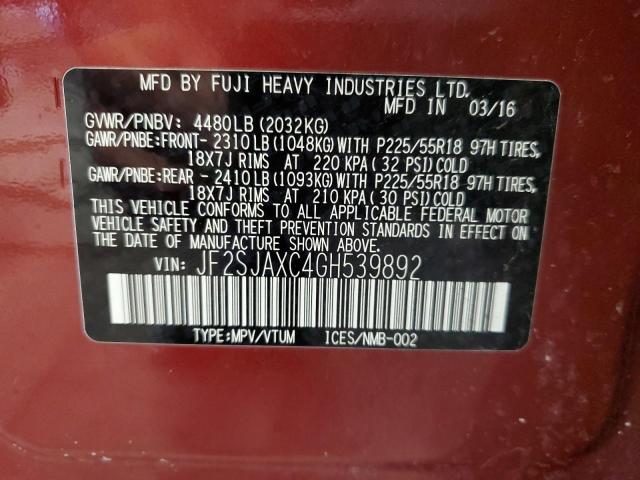 MFD BY FUJI HEAVY INDUSTRIES LTD.
MFD IN 03/16
GVWR/PNBV: 4480LB(2032KG)
GAWR/PNBE:FRONT- 2310LB(1048KG)WITH P225/55R18 97H TIRES,
18X7J RIMS AT 220 KPA( 32 PSI)COLD
GAWR/PNBE:REAR - 2410LB(1093KG)WITH P225/55R18 97H TIRES,
18X7J RIMS AT 210 KPA( 30 PSI)COLD
THIS VEHICLE CONFORMS TO ALL APPLICABLE FEDERAL MOTOR
VEHICLE SAFETY AND THEFT PREVENTION STANDARDS IN EFFECT
ON THE DATE OF MANUFACTURE SHOWN ABOVE.
VIN: JF2SJAXC4GH539892
TYPE:MPV/VTUM ICES/NMB-002